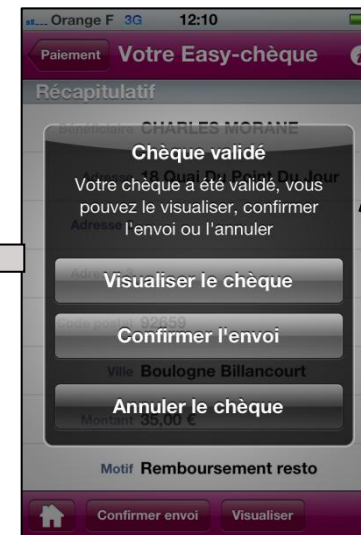 Orange F 3G 12:10
Paiement Votre Easy-chèque
Récapitulatif
Bénéficiaire CHARLES MORANE
Chèque validé
Adresse 18 Quai Du Point Du Jour
Votre chèque a été validé, vous
pouvez le visualiser, confirmer
l'envoi ou l'annuler
Adresse
Visualiser le chèque
Code postal 92659
Confirmer l'envoi
Ville Boulogne Billancourt
Annuler le chèque
Montant 35,00 €
Motif Remboursement resto
Confirmer envoi Visualiser